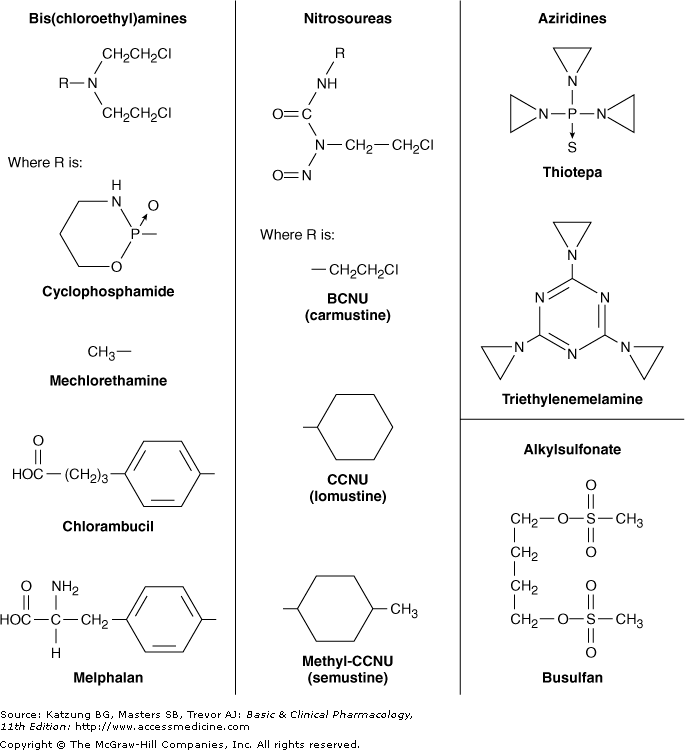 Bis(chloroethyl)amines
CH2CH2Cl
R—N
CH2CH2Cl
Where R is:
H
N
O
P—
O
Cyclophosphamide
CH3—
Mechlorethamine
O
HOC—(CH2)3
Chlorambucil
O NH2
HOC—C—CH2
H
Melphalan
Nitrosoureas
R
NH
O=C
N—CH2—CH2Cl
O=N
Where R is:
—CH2CH2Cl
BCNU
(carmustine)
CCNU
(lomustine)
CH3
Methyl-CCNU
(semustine)
Aziridines
N
N—P—N
S
Thiotepa
N
N N
N N N
Triethylenemelamine
Alkylsulfonate
O
CH2—O—S—CH3
CH2 O
CH2 O
CH2—O—S—CH3
O
Busulfan
Source: Katzung BG, Masters SB, Trevor AJ: Basic & Clinical Pharmacology,
11th Edition: http://www.accessmedicine.com
Copyright © The McGraw-Hill Companies, Inc. All rights reserved.